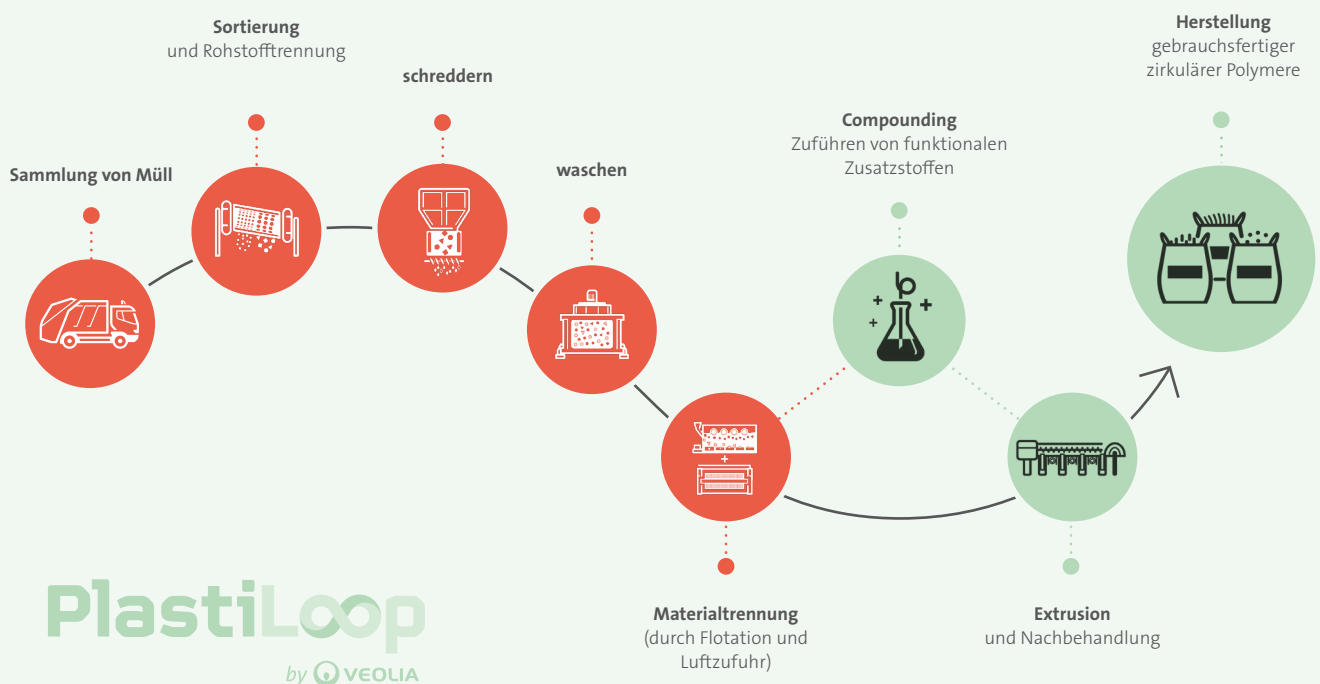 Sammlung von Müll
Sortierung
und Rohstofftrennung
schreddern
waschen
Materialtrennung
(durch Flotation und
Luftzufuhr)
Compounding
Zuführen von funktionalen
Zusatzstoffen
Extrusion
und Nachbehandlung
Herstellung
gebrauchsfertiger
zirkulärer Polymere
PlastiLoop
by VEOLIA